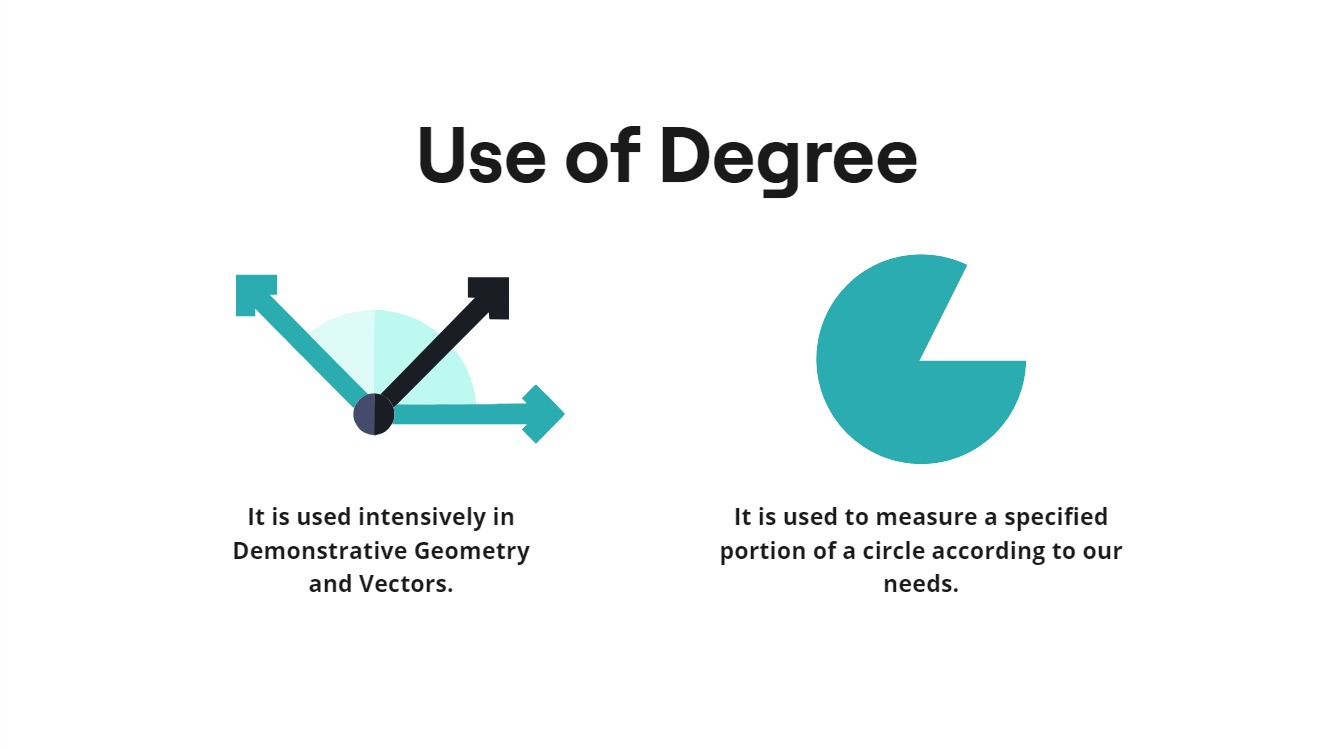 Use of Degree
It is used intensively in
Demonstrative Geometry
and Vectors.
It is used to measure a specified
portion of a circle according to our
needs.